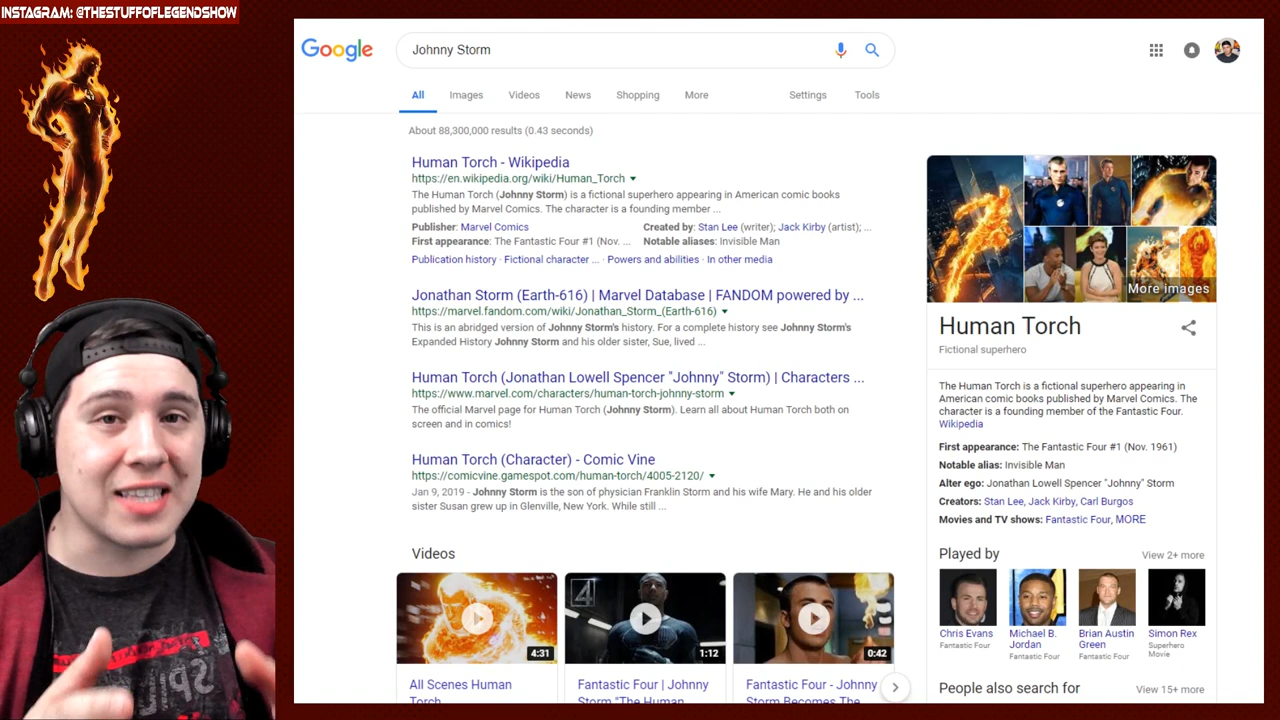 INSTAGRAM: @THESTUFFOFLEGENDSHOW
Google
Johnny Storm
All Images Videos News Shopping More Settings Tools
About 88,300,000 results (0.43 seconds)
Human Torch - Wikipedia
https://en.wikipedia.org/wiki/Human_Torch
The Human Torch (Johnny Storm) is a fictional superhero appearing in American comic books
published by Marvel Comics. The character is a founding member ...
Publisher: Marvel Comics Created by: Stan Lee (writer); Jack Kirby (artist); ...
First appearance: The Fantastic Four #1 (Nov. ... Notable aliases: Invisible Man
Publication history · Fictional character ... · Powers and abilities · In other media
Jonathan Storm (Earth-616) | Marvel Database | FANDOM powered by ...
https://marvel.fandom.com/wiki/Jonathan_Storm_(Earth-616)
This is an abridged version of Johnny Storm's history. For a complete history see Johnny Storm's
Expanded History Johnny Storm and his older sister, Sue, lived ...
Human Torch (Jonathan Lowell Spencer "Johnny" Storm) | Characters ...
https://www.marvel.com/characters/human-torch-johnny-storm
The official Marvel page for Human Torch (Johnny Storm). Learn all about Human Torch both on
screen and in comics!
Human Torch (Character) - Comic Vine
https://comicvine.gamespot.com/human-torch/4005-2120/
Jan 9, 2019 - Johnny Storm is the son of physician Franklin Storm and his wife Mary. He and his older
sister Susan grew up in Glenville, New York. While still ...
Videos
4
4:31
1:12
0:42
All Scenes Human
Torch
Fantastic Four | Johnny
Storm "The Human
Fantastic Four - Johnny
Storm Becomes The
More images
Human Torch
Fictional superhero
The Human Torch is a fictional superhero appearing in
American comic books published by Marvel Comics. The
character is a founding member of the Fantastic Four.
Wikipedia
First appearance: The Fantastic Four #1 (Nov. 1961)
Notable alias: Invisible Man
Alter ego: Jonathan Lowell Spencer "Johnny" Storm
Creators: Stan Lee, Jack Kirby, Carl Burgos
Movies and TV shows: Fantastic Four, MORE
Played by View 2+ more
Chris Evans
Fantastic Four
Michael B.
Jordan
Fantastic Four
Brian Austin
Green
Fantastic Four
Simon Rex
Superhero
Movie
People also search for View 15+ more